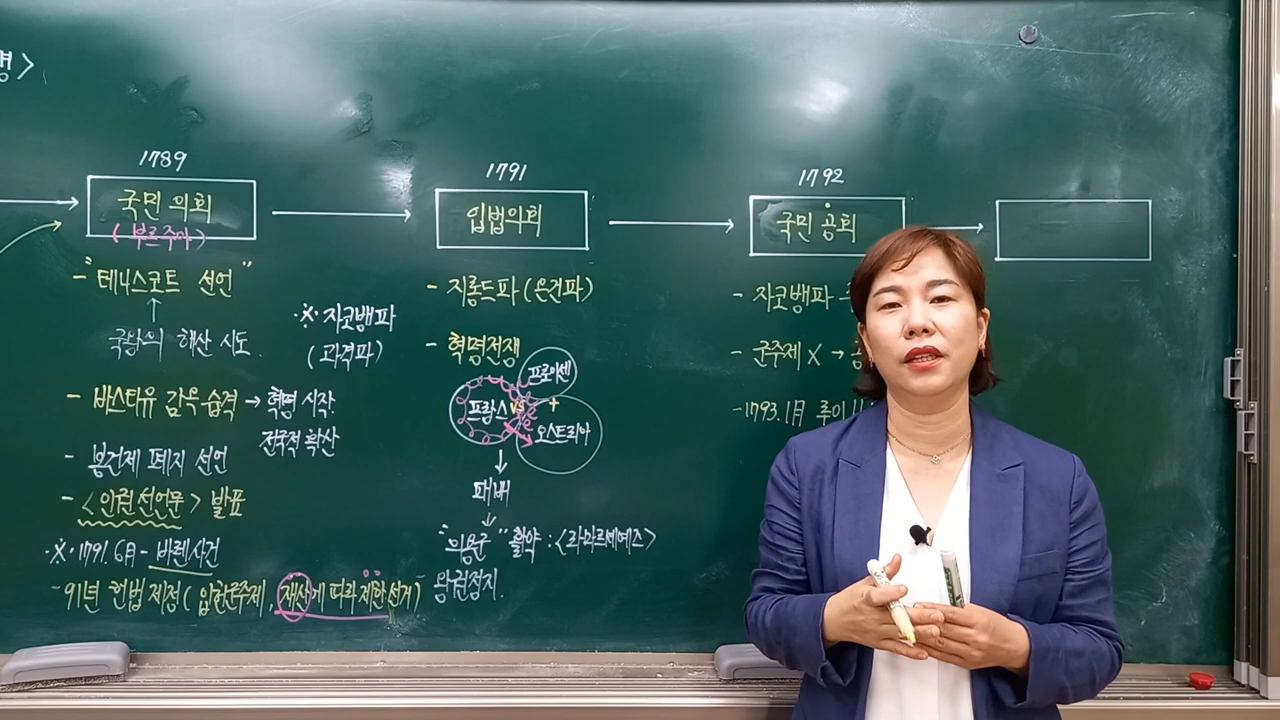 명>
1789
국민 의회
(부르주아)
- "테니스코트 선언"
↑
국왕의 해산 시도.
※ 자코뱅파
(과격파)
- 바스티유 감옥 습격 → 혁명 시작.
전국적 확산
- 봉건제 폐지 선언
- <인권 선언문> 발표
※ 1791. 6月 - 바렌 사건
- 91년 헌법 제정 (입헌군주제, 재산에 따라 제한 선거)
1791
입법의회
- 지롱드파 (온건파)
- 혁명전쟁
프랑스 vs
프로이센
+
오스트리아
↓
패배
↓
"의용군" 활약 : <라마르세예즈>
왕권정지.
1792
국민 공회
- 자코뱅파
- 군주제 X →
- 1793. 1月 루이